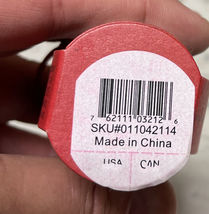 7 62111 03212 6
SKU#011042114
Made in China
USA CAN